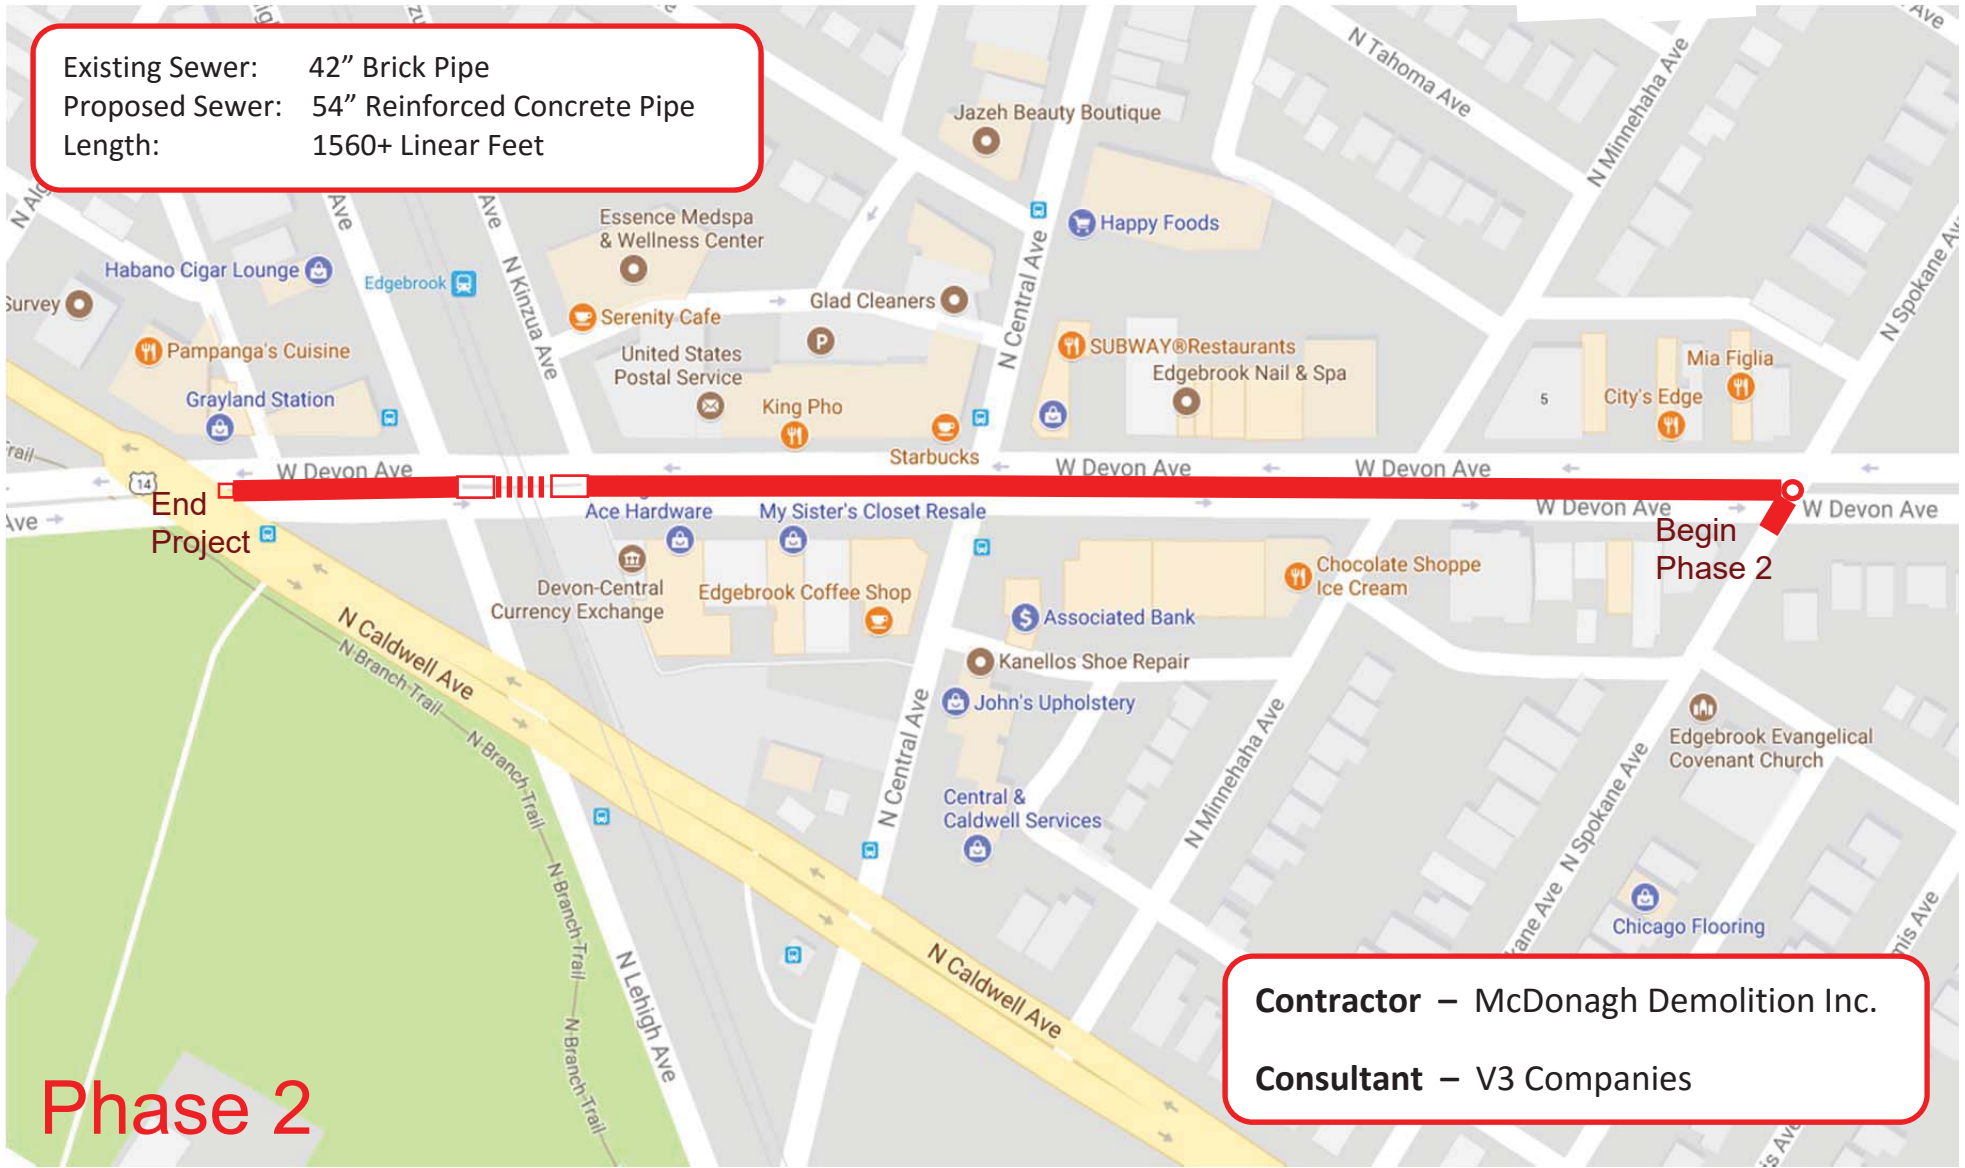 Existing Sewer: 42” Brick Pipe
Proposed Sewer: 54” Reinforced Concrete Pipe
Length: 1560+ Linear Feet
Ave
N Tahoma Ave
N Minnehaha Ave
Jazeh Beauty Boutique
Ave
Ave
Essence Medspa
& Wellness Center
Happy Foods
N Central Ave
N Spokane Ave
Habano Cigar Lounge
Edgebrook
N Kinzua Ave
Survey
Glad Cleaners
Serenity Cafe
P
Pampanga's Cuisine
United States
Postal Service
SUBWAY®Restaurants
Edgebrook Nail & Spa
Mia Figlia
Grayland Station
King Pho
5
City's Edge
Starbucks
W Devon Ave
W Devon Ave
W Devon Ave
14
End
Project
Ave
Ace Hardware
My Sister's Closet Resale
W Devon Ave
W Devon Ave
Begin
Phase 2
Devon-Central
Currency Exchange
Edgebrook Coffee Shop
Chocolate Shoppe
Ice Cream
Associated Bank
N Caldwell Ave
N-Branch-Trail
Kanellos Shoe Repair
John's Upholstery
N-Branch-Trail
N Central Ave
N Minnehaha Ave
Edgebrook Evangelical
Covenant Church
Central &
Caldwell Services
N Spokane Ave
N-Branch-Trail
Chicago Flooring
N Lehigh Ave
N Caldwell Ave
N-Branch-Trail
Contractor – McDonagh Demolition Inc.
Consultant – V3 Companies
Phase 2